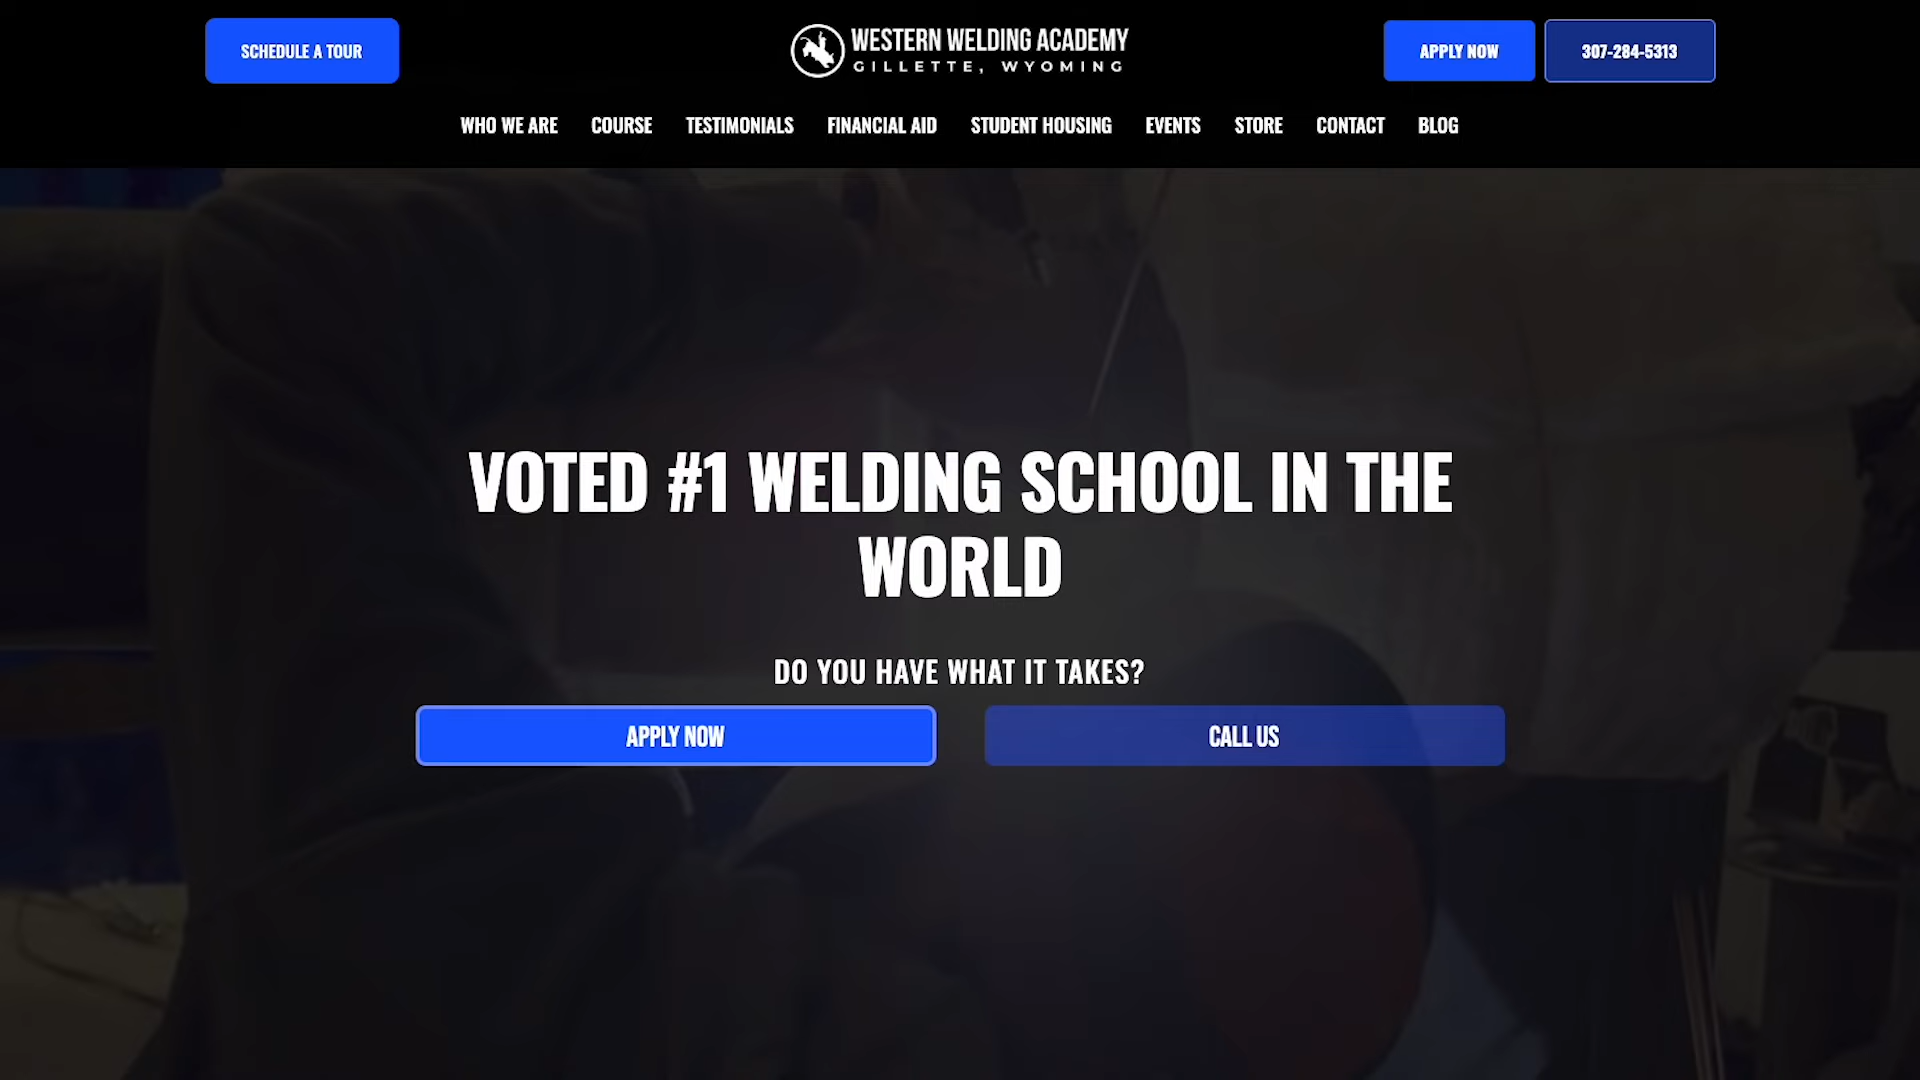 SCHEDULE A TOUR
WESTERN WELDING ACADEMY
GILLETTE, WYOMING
APPLY NOW
307-284-5313
WHO WE ARE
COURSE
TESTIMONIALS
FINANCIAL AID
STUDENT HOUSING
EVENTS
STORE
CONTACT
BLOG
VOTED #1 WELDING SCHOOL IN THE
WORLD
DO YOU HAVE WHAT IT TAKES?
APPLY NOW
CALL US